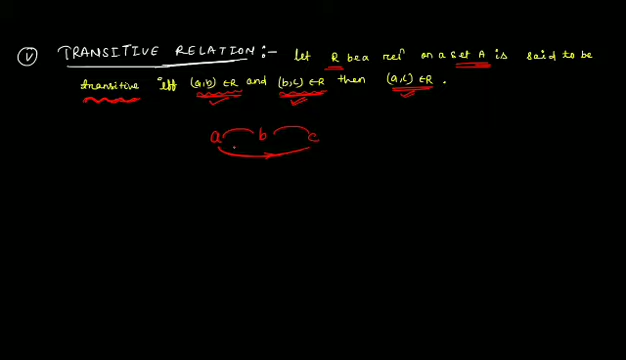 (V) TRANSITIVE RELATION :- let R be a rel^n on a set A is said to be
transitive iff (a,b) ∈ R and (b,c) ∈ R then (a,c) ∈ R .
a b c